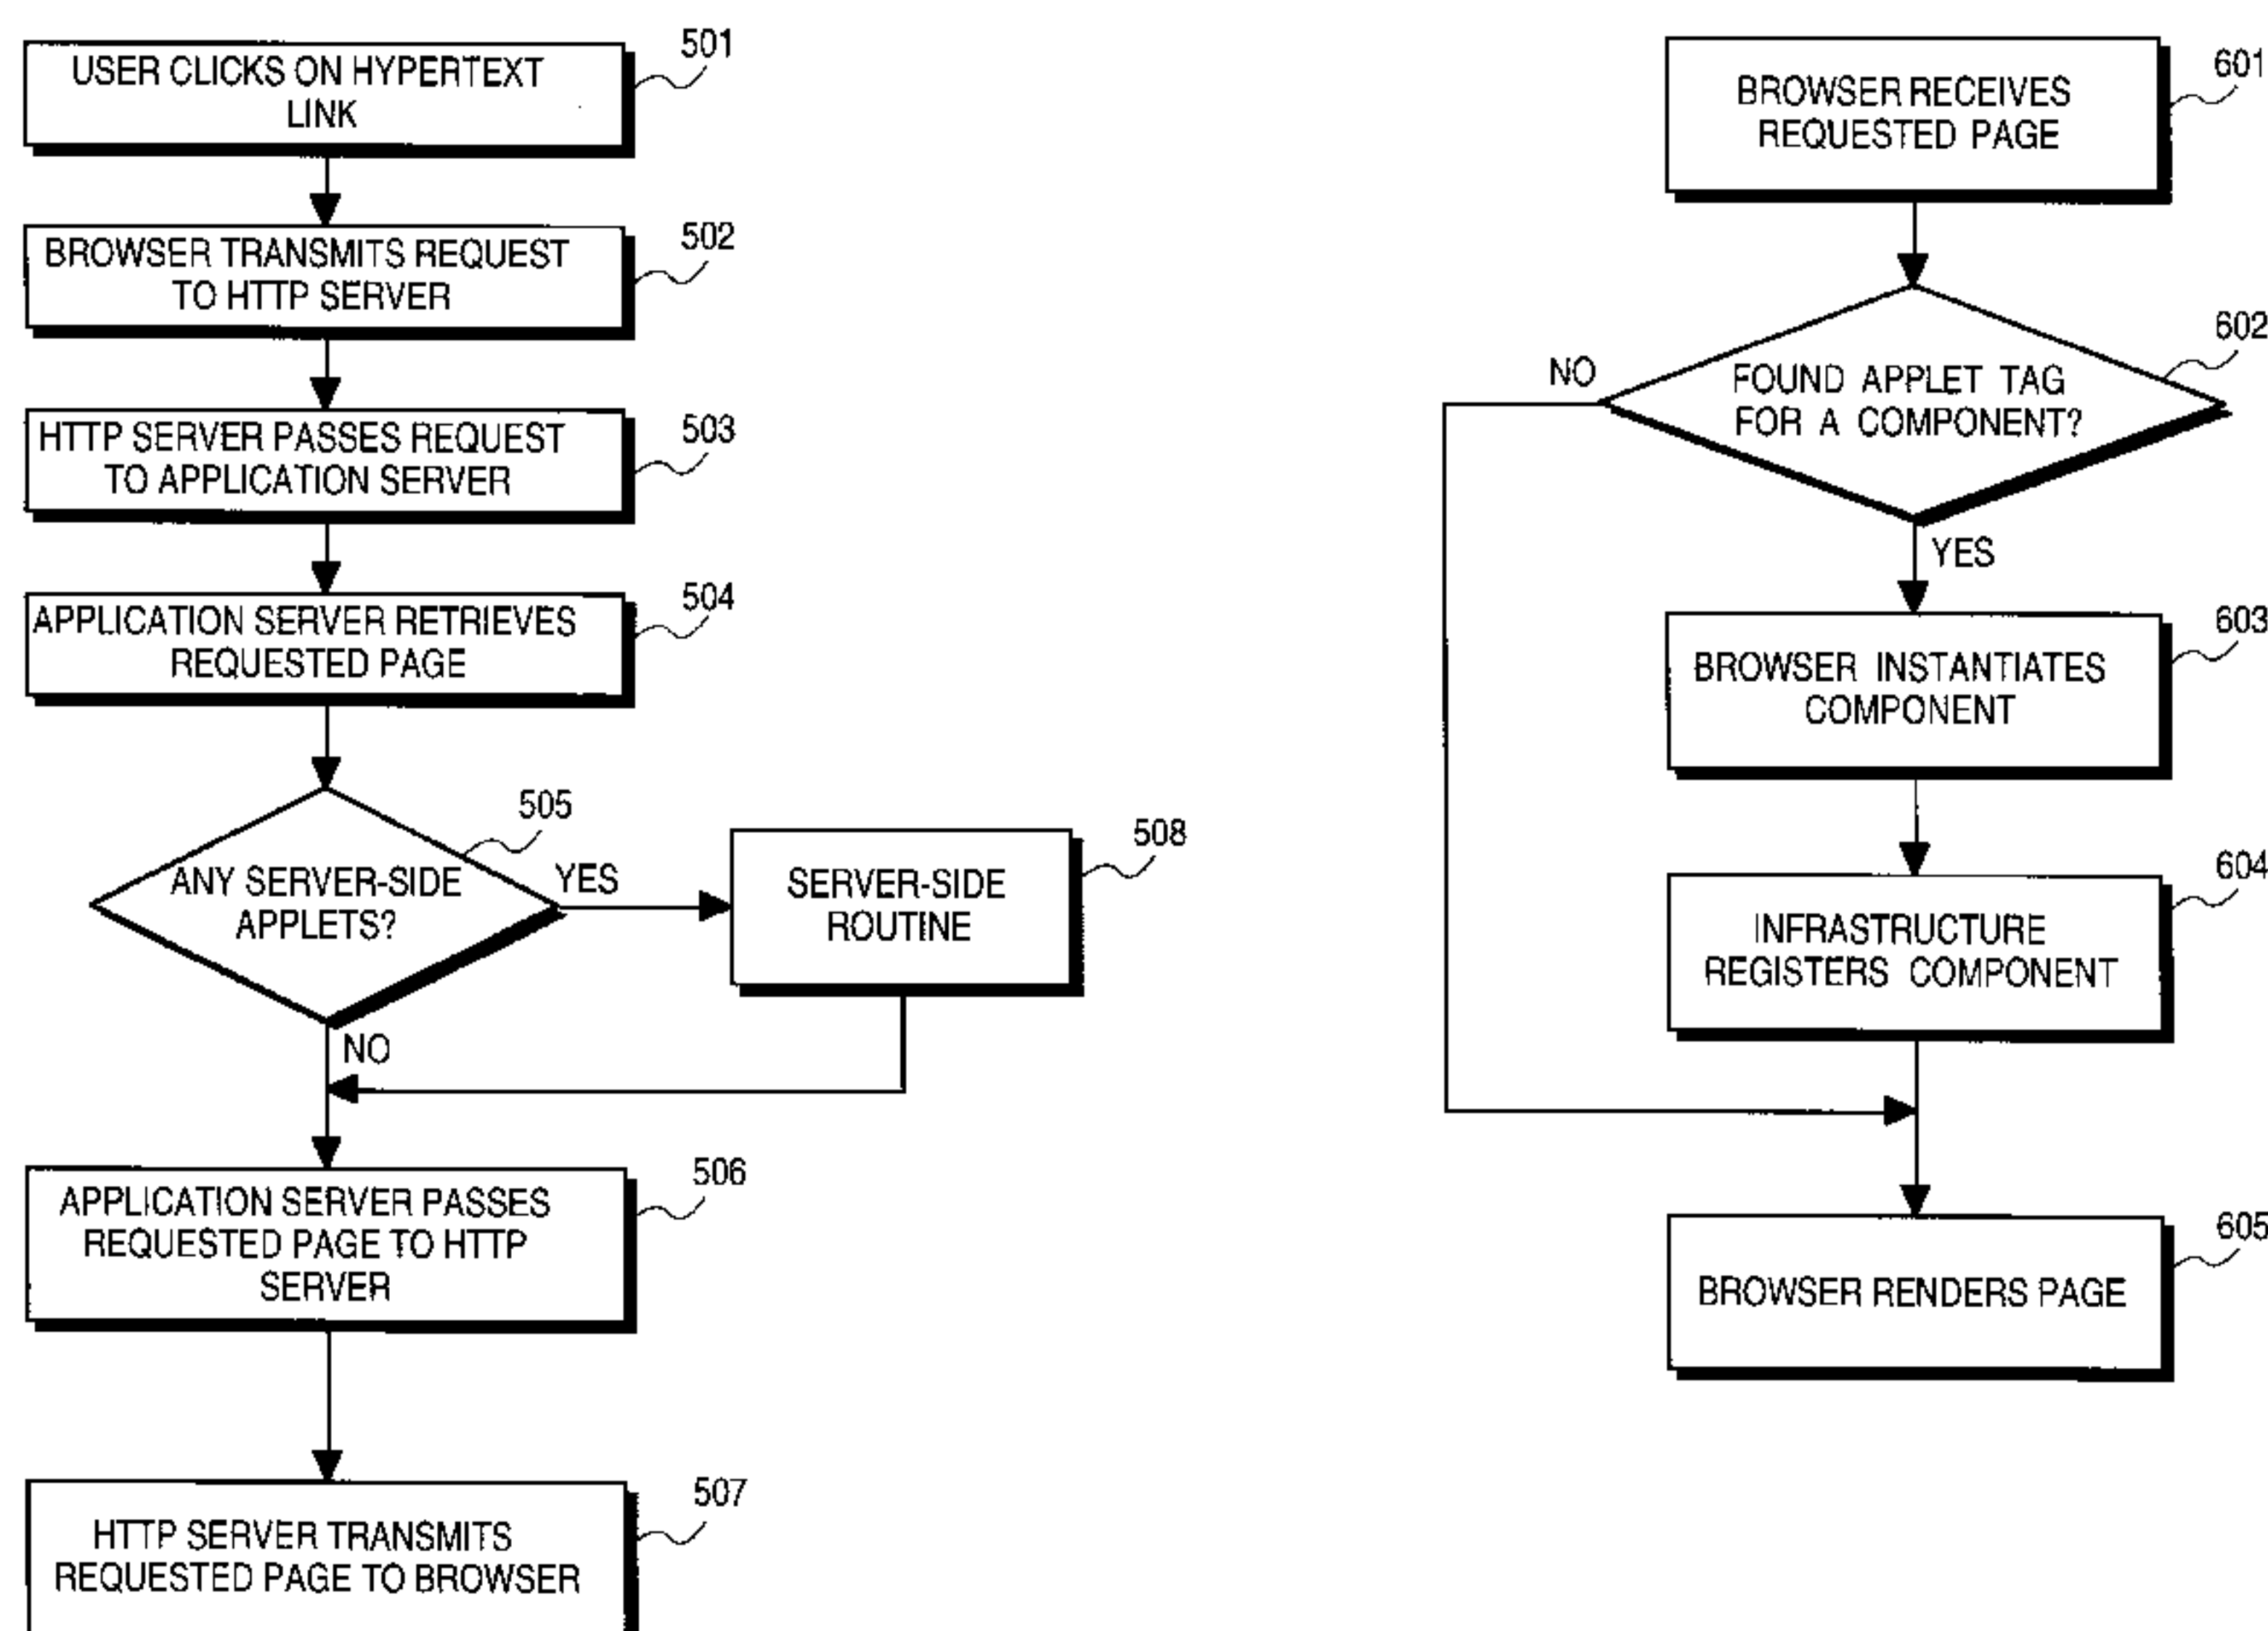 USER CLICKS ON HYPERTEXT
LINK
501
BROWSER TRANSMITS REQUEST
TO HTTP SERVER
502
HTTP SERVER PASSES REQUEST
TO APPLICATION SERVER
503
APPLICATION SERVER RETRIEVES
REQUESTED PAGE
504
ANY SERVER-SIDE
APPLETS?
505
YES
SERVER-SIDE
ROUTINE
508
NO
APPLICATION SERVER PASSES
REQUESTED PAGE TO HTTP
SERVER
506
HTTP SERVER TRANSMITS
REQUESTED PAGE TO BROWSER
507
BROWSER RECEIVES
REQUESTED PAGE
601
FOUND APPLET TAG
FOR A COMPONENT?
602
NO
YES
BROWSER INSTANTIATES
COMPONENT
603
INFRASTRUCTURE
REGISTERS COMPONENT
604
BROWSER RENDERS PAGE
605